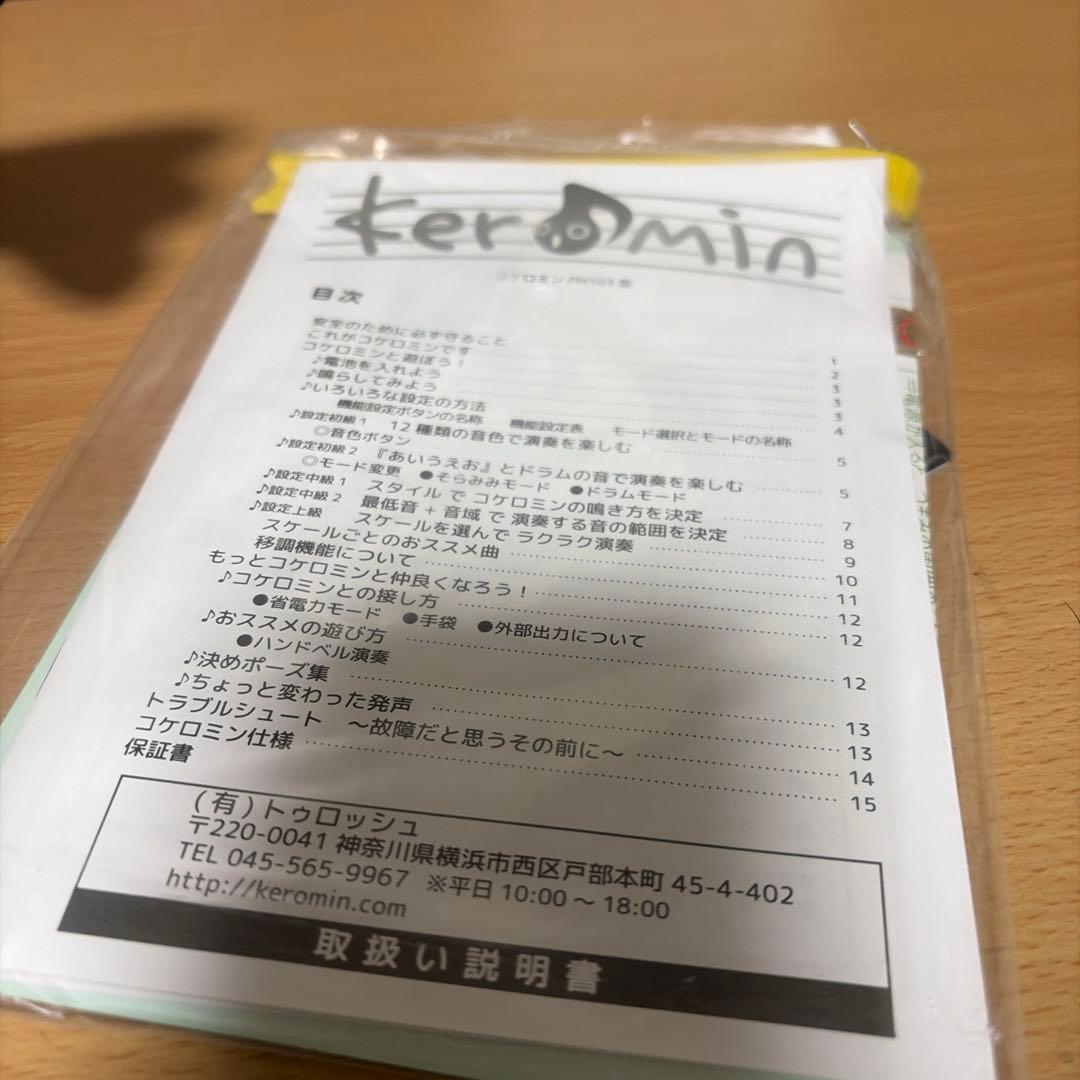 keromin
コケロミン
目次
安全のために必ず守ること 1
これがコケロミンです 2
コケロミンと遊ぼう! 3
♪電池を入れよう 3
♪鳴らしてみよう 3
♪いろいろな設定の方法 4
機能設定ボタンの名称 機能設定表 モード選択とモードの名称
♪設定初級1 12種類の音色で演奏を楽しむ 5
◎音色ボタン
♪設定初級2 『あいうえお』とドラムの音で演奏を楽しむ 5
◎モード変更 ●そらみみモード ●ドラムモード
♪設定中級1 スタイル で コケロミンの鳴き方を決定 7
♪設定中級2 最低音+音域 で 演奏する音の範囲を決定 8
♪設定上級 スケールを選んで ラクラク演奏 9
スケールごとのおススメ曲 10
移調機能について 11
もっとコケロミンと仲良くなろう! 12
♪コケロミンとの接し方 12
●省電力モード ●手袋 ●外部出力について
♪おススメの遊び方 12
●ハンドベル演奏
♪決めポーズ集 13
♪ちょっと変わった発声 13
トラブルシュート ～故障だと思うその前に～ 14
コケロミン仕様 15
保証書
(有)トゥロッシュ
〒220-0041 神奈川県横浜市西区戸部本町 45-4-402
TEL 045-565-9967 ※平日 10:00 ～ 18:00
http://keromin.com
取扱い説明書